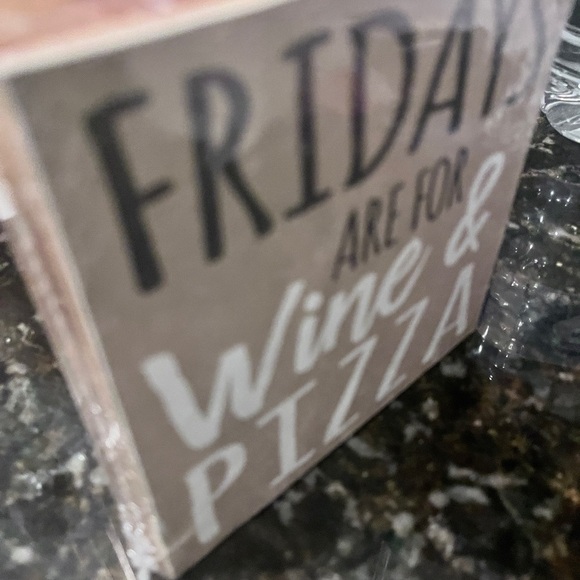 FRIDAYS
ARE FOR
Wine &
PIZZA